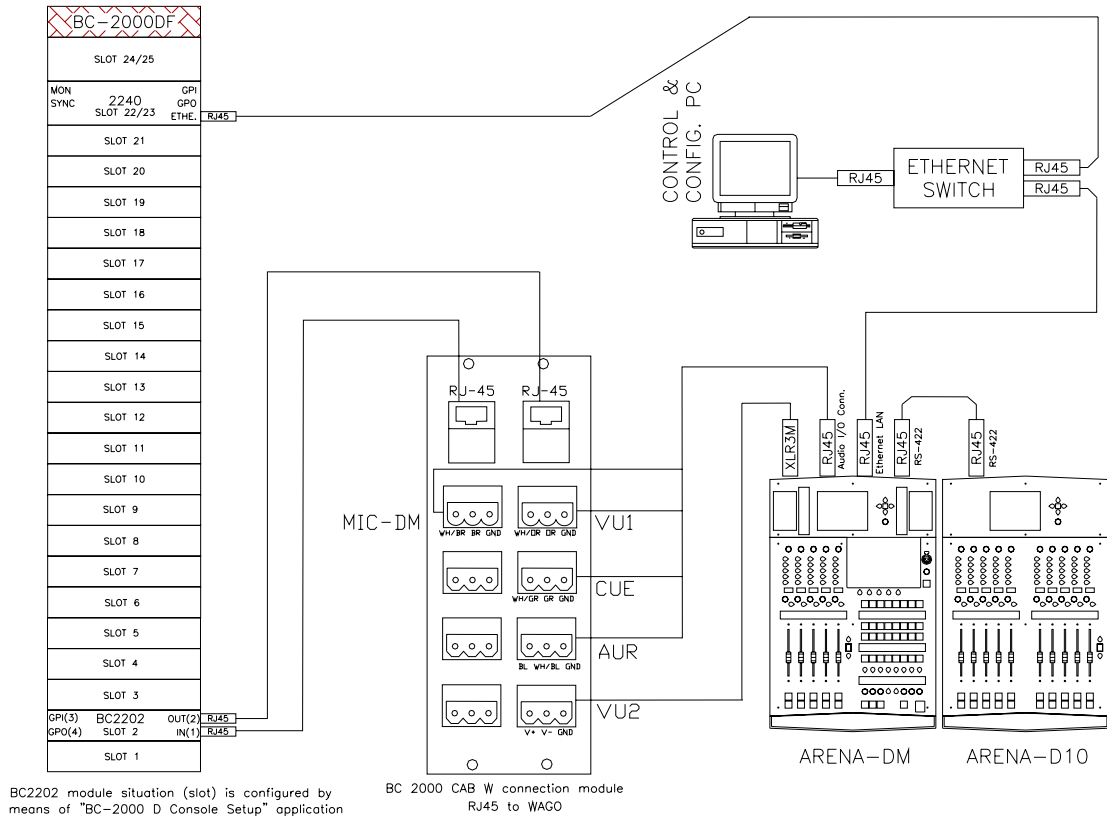 BC-2000DF
SLOT 24/25
MON GPI
SYNC 2240 GPO
SLOT 22/23 ETHE. RJ45
SLOT 21
SLOT 20
SLOT 19
SLOT 18
SLOT 17
SLOT 16
SLOT 15
SLOT 14
SLOT 13
SLOT 12
SLOT 11
SLOT 10
SLOT 9
SLOT 8
SLOT 7
SLOT 6
SLOT 5
SLOT 4
SLOT 3
GPI(3) BC2202 OUT(2) RJ45
GPO(4) SLOT 2 IN(1) RJ45
SLOT 1
BC2202 module situation (slot) is configured by
means of "BC-2000 D Console Setup" application
CONTROL &
CONFIG. PC
RJ45
ETHERNET
SWITCH
RJ45
RJ45
RJ-45 RJ-45
MIC-DM
WH/BR BR GND
WH/OR OR GND
VU1
WH/GR GR GND
CUE
BL WH/BL GND
AUR
V+ V- GND
VU2
BC 2000 CAB W connection module
RJ45 to WAGO
XLR3M
RJ45
Audio I/O Conn.
RJ45
Ethernet LAN
RJ45
RS-422
RJ45
RS-422
ARENA-DM
ARENA-D10